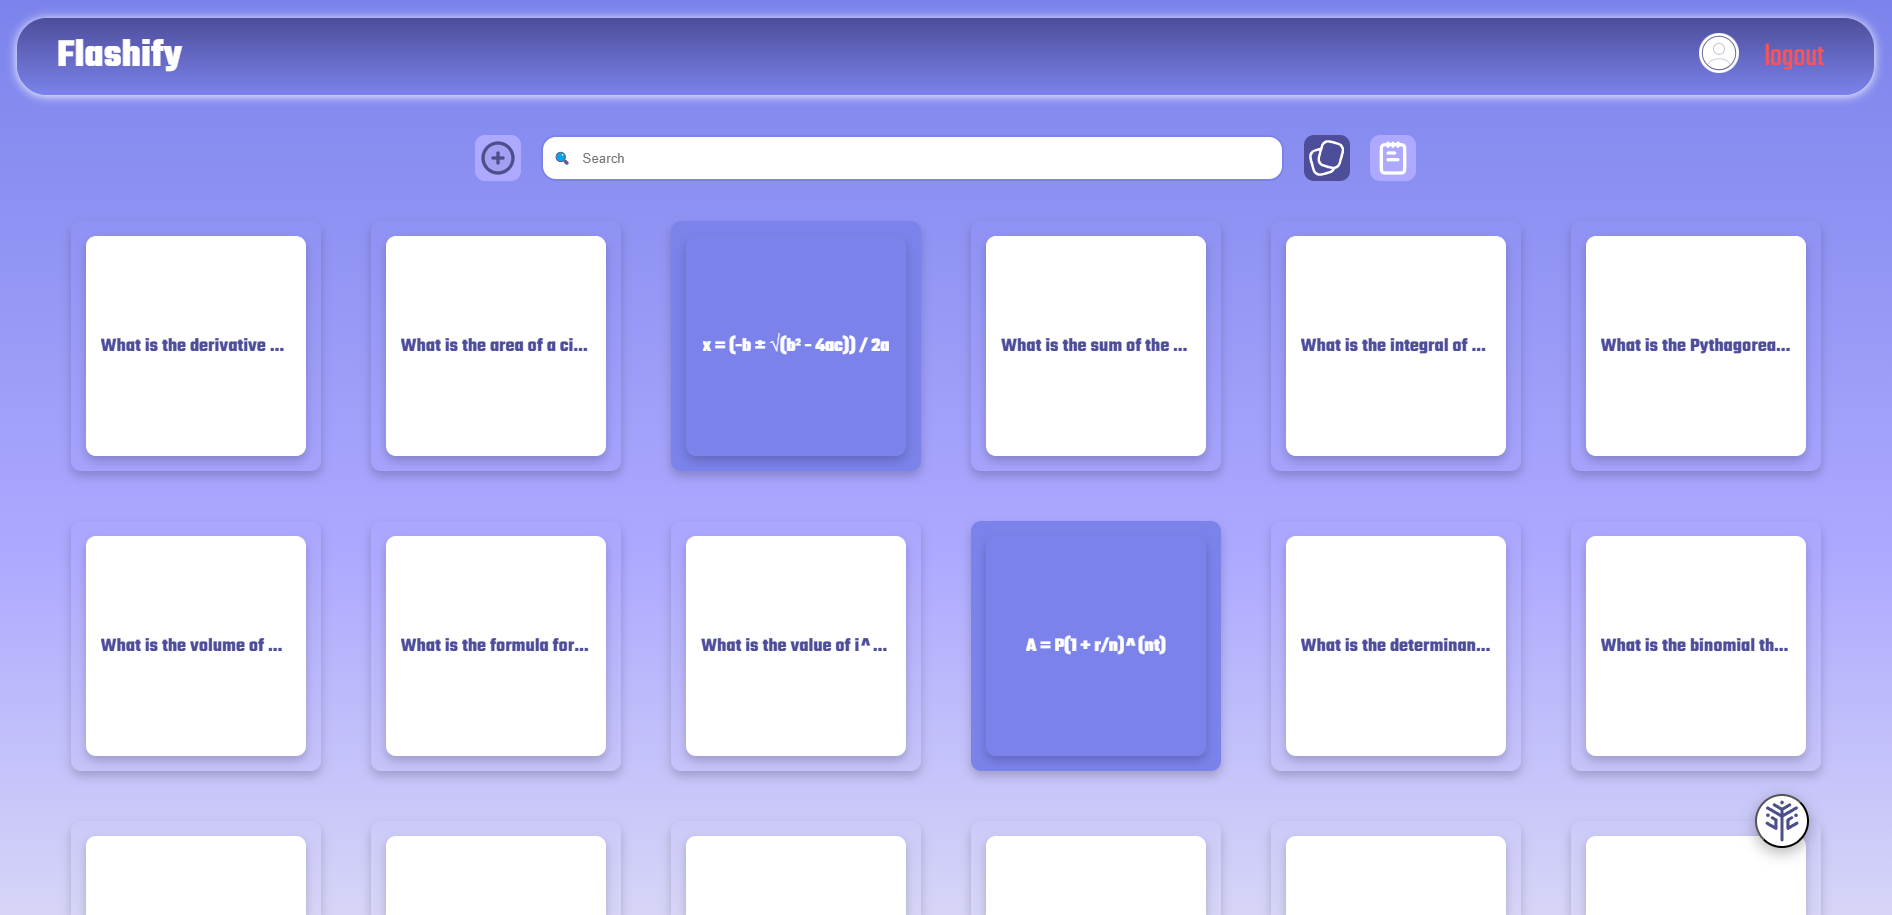 Flashify
logout
Search
What is the derivative ...
What is the area of a ci...
x = (-b ± √(b² - 4ac)) / 2a
What is the sum of the ...
What is the integral of ...
What is the Pythagorea...
What is the volume of ...
What is the formula for...
What is the value of i^...
A = P(1 + r/n)^(nt)
What is the determinan...
What is the binomial th...